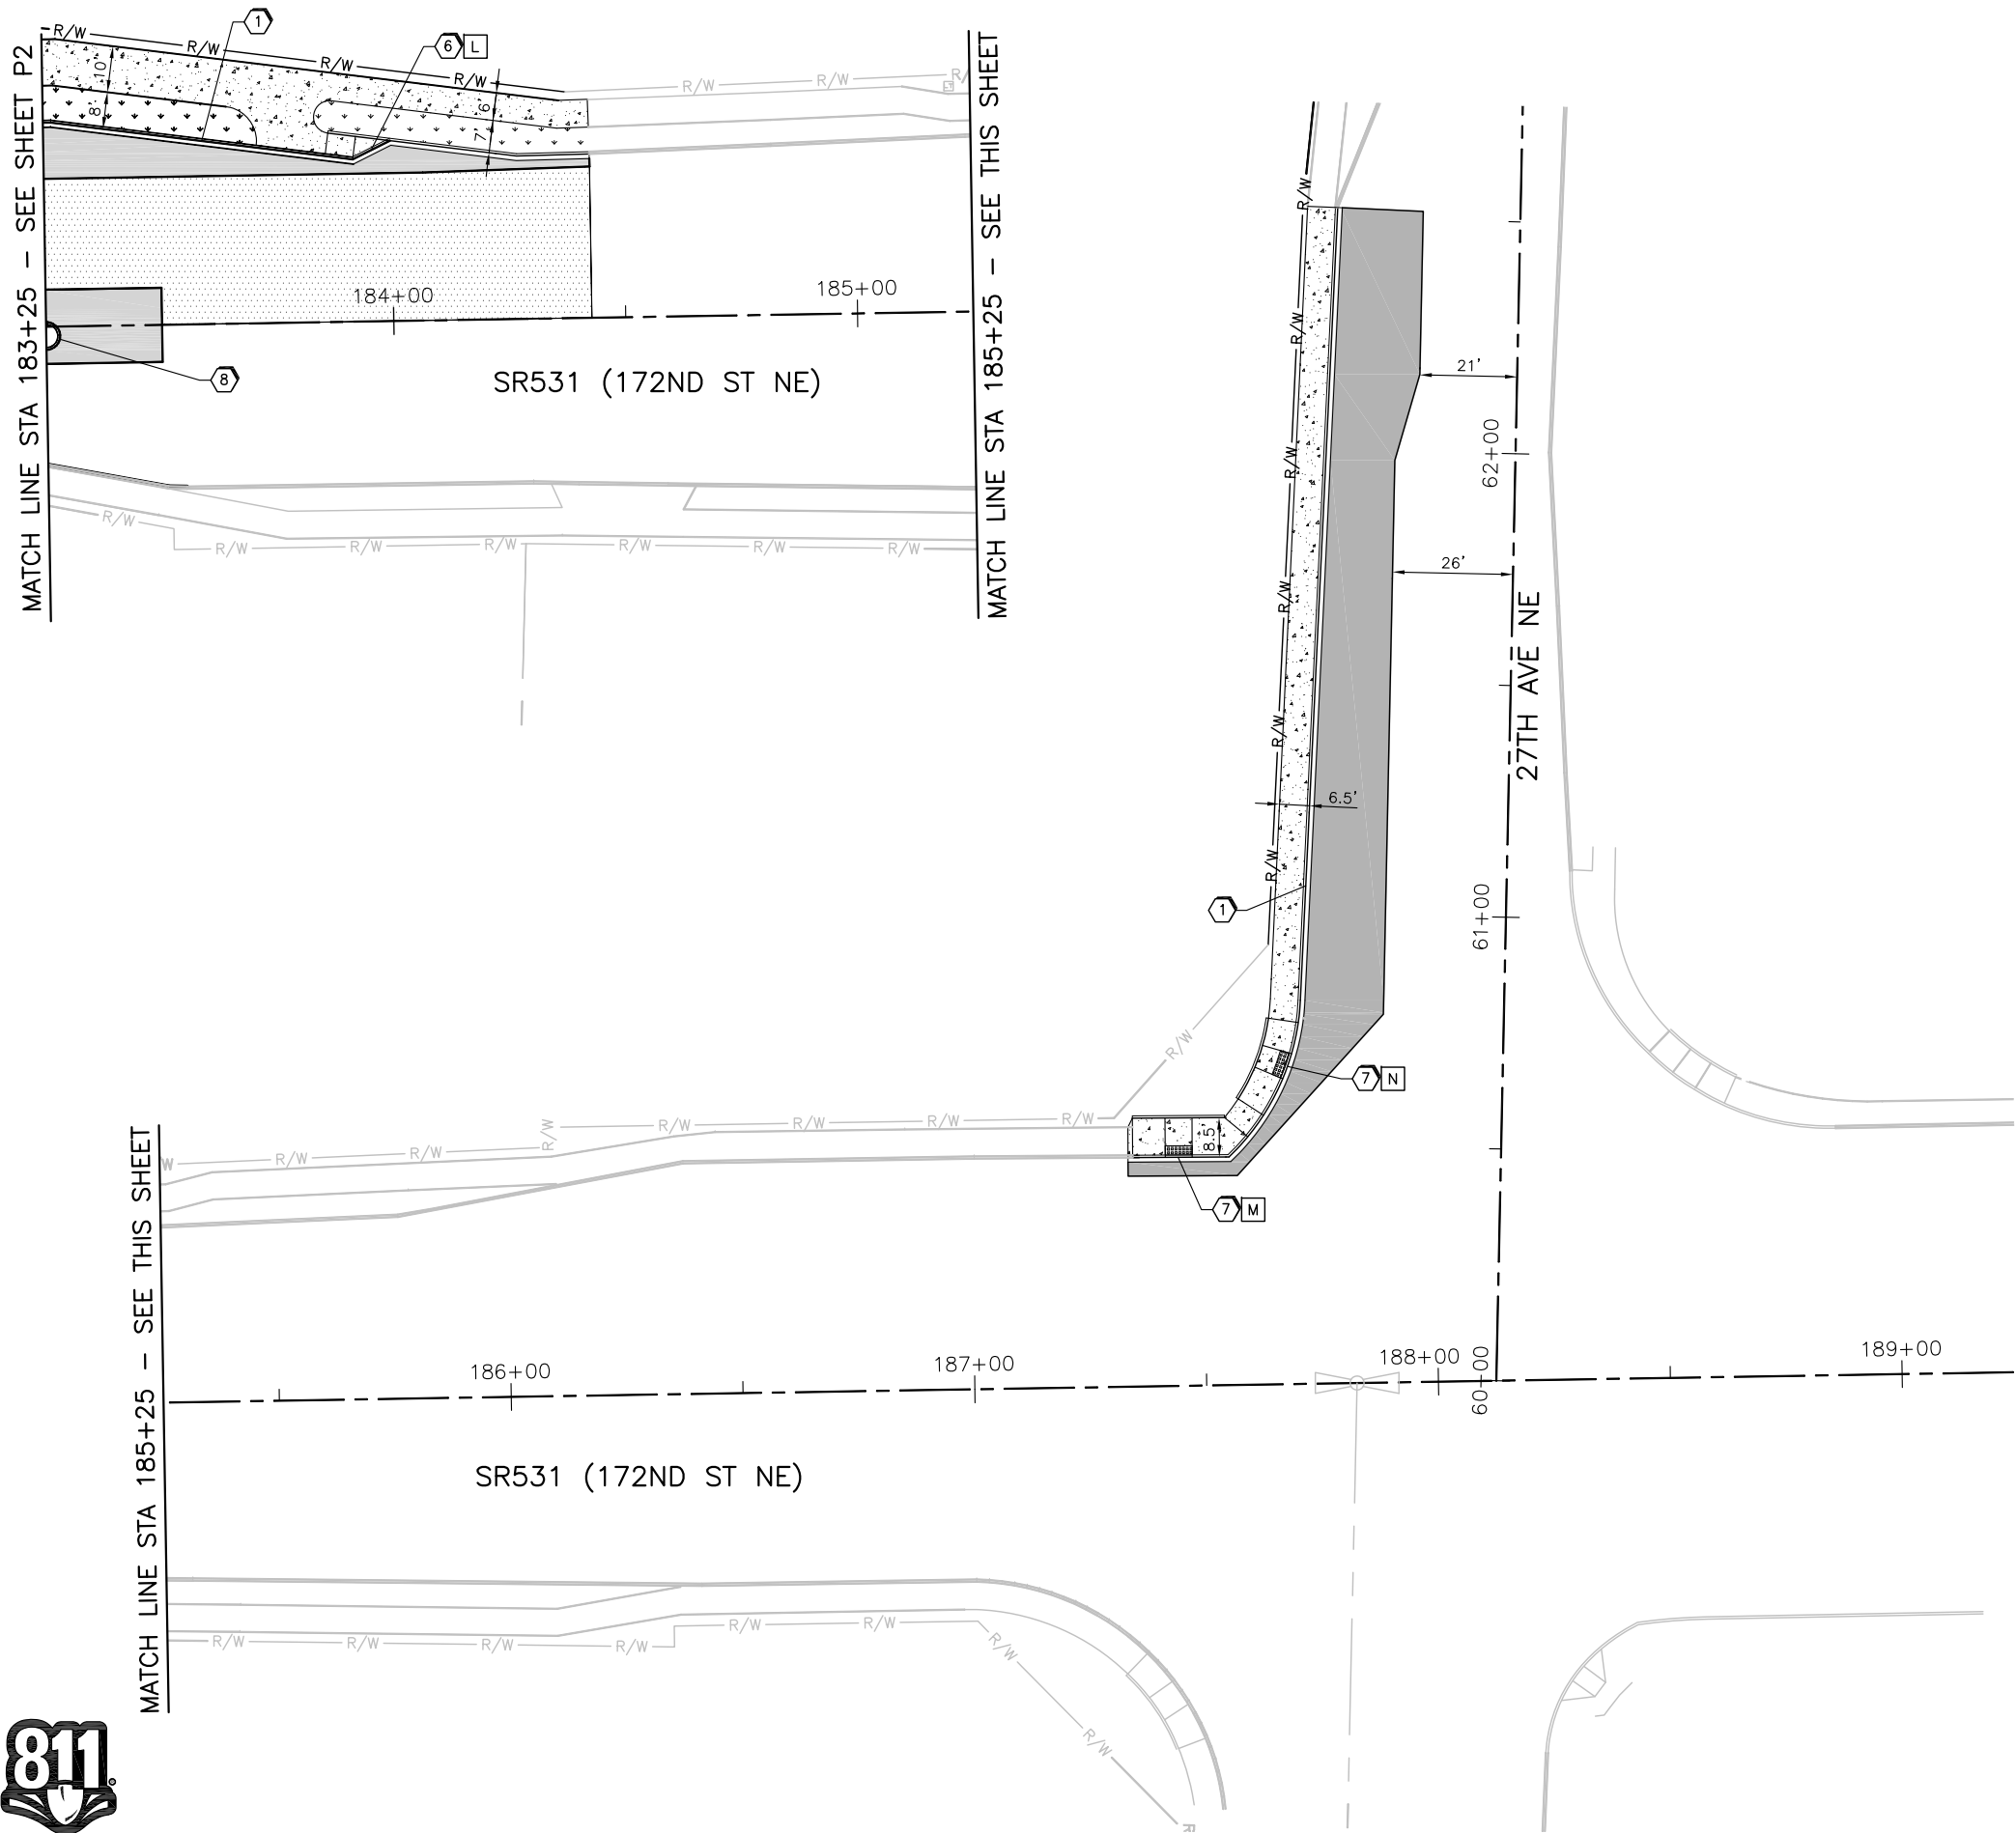 MATCH LINE STA 183+25 - SEE SHEET P2
R/W R/W R/W R/W
1
6 L
10'
8'
6'
7'
R/W R/W R/
184+00
185+00
8
SR531 (172ND ST NE)
MATCH LINE STA 185+25 - SEE THIS SHEET
R/W
R/W R/W R/W R/W R/W R/W
R/W
R/W
R/W
R/W
R/W
R/W
21'
62+00
26'
27TH AVE NE
6.5'
1
61+00
R/W
7 N
8.5'
7 M
MATCH LINE STA 185+25 - SEE THIS SHEET
W R/W R/W R/W R/W R/W R/W R/W
186+00
187+00
188+00
60+00
189+00
SR531 (172ND ST NE)
R/W R/W R/W R/W R/W R/W
R/W
R/W
R
811